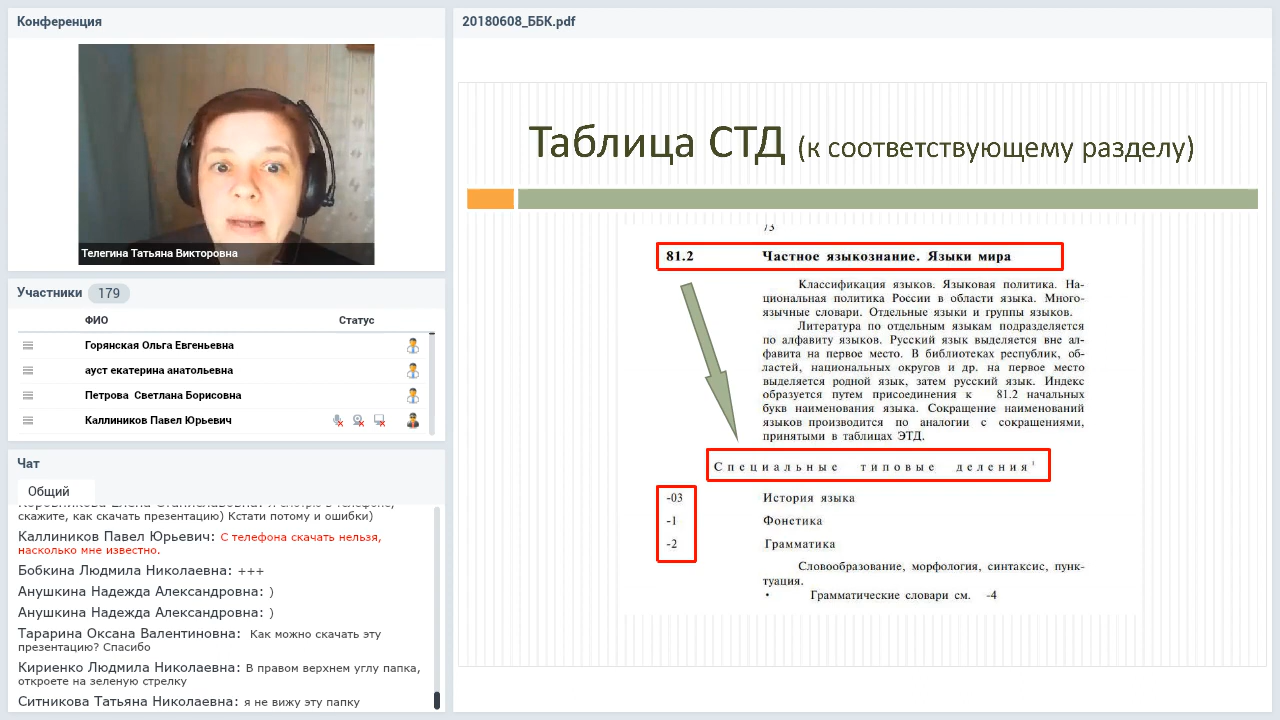 Конференция
Телегина Татьяна Викторовна
Участники 179
ФИО Статус
Горянская Ольга Евгеньевна
ауст екатерина анатольевна
Петрова Светлана Борисовна
Каллиников Павел Юрьевич
Чат
Общий
скажите, как скачать презентацию) Кстати потому и ошибки)
Каллиников Павел Юрьевич: С телефона скачать нельзя,
насколько мне известно.
Бобкина Людмила Николаевна: +++
Анушкина Надежда Александровна: )
Анушкина Надежда Александровна: )
Тарарина Оксана Валентиновна: Как можно скачать эту
презентацию? Спасибо
Кириенко Людмила Николаевна: В правом верхнем углу папка,
откроете на зеленую стрелку
Ситникова Татьяна Николаевна: я не вижу эту папку
20180608_ББК.pdf
Таблица СТД (к соответствующему разделу)
81.2 Частное языкознание. Языки мира
Классификация языков. Языковая политика. На-
циональная политика России в области языка. Много-
язычные словари. Отдельные языки и группы языков.
Литература по отдельным языкам подразделяется
по алфавиту языков. Русский язык выделяется вне ал-
фавита на первое место. В библиотеках республик, об-
ластей, национальных округов и др. на первое место
выделяется родной язык, затем русский язык. Индекс
образуется путем присоединения к 81.2 начальных
букв наименования языка. Сокращение наименований
языков производится по аналогии с сокращениями,
принятыми в таблицах ЭТД.
Специальные типовые деления¹
-03 История языка
-1 Фонетика
-2 Грамматика
Словообразование, морфология, синтаксис, пунк-
туация.
• Грамматические словари см. -4